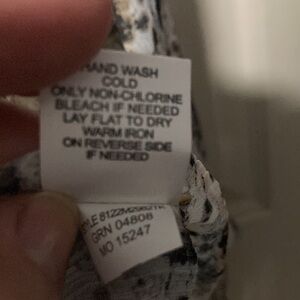 HAND WASH
COLD
ONLY NON-CHLORINE
BLEACH IF NEEDED
LAY FLAT TO DRY
WARM IRON
ON REVERSE SIDE
IF NEEDED
GRN 04808
MO 15247